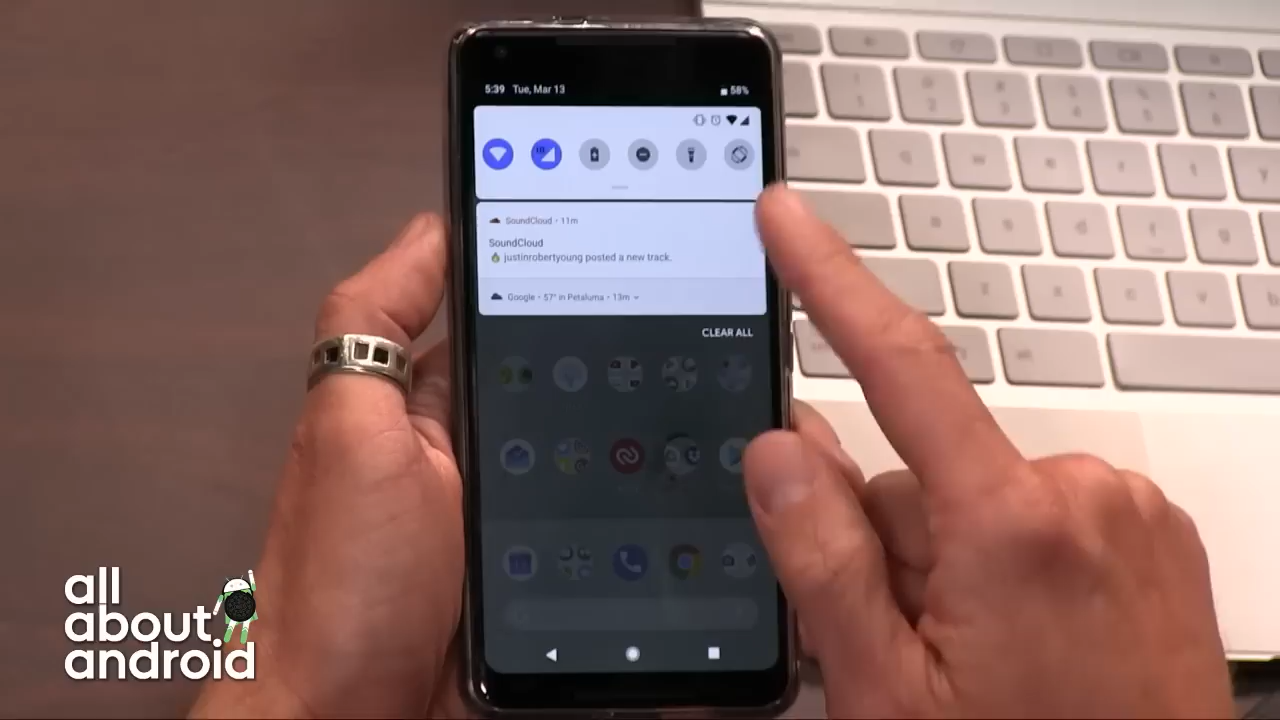 5:39 Tue, Mar 13
58%
SoundCloud • 11m
SoundCloud
justinrobertyoung posted a new track.
Google • 57° in Petaluma • 13m
CLEAR ALL
all
about
android